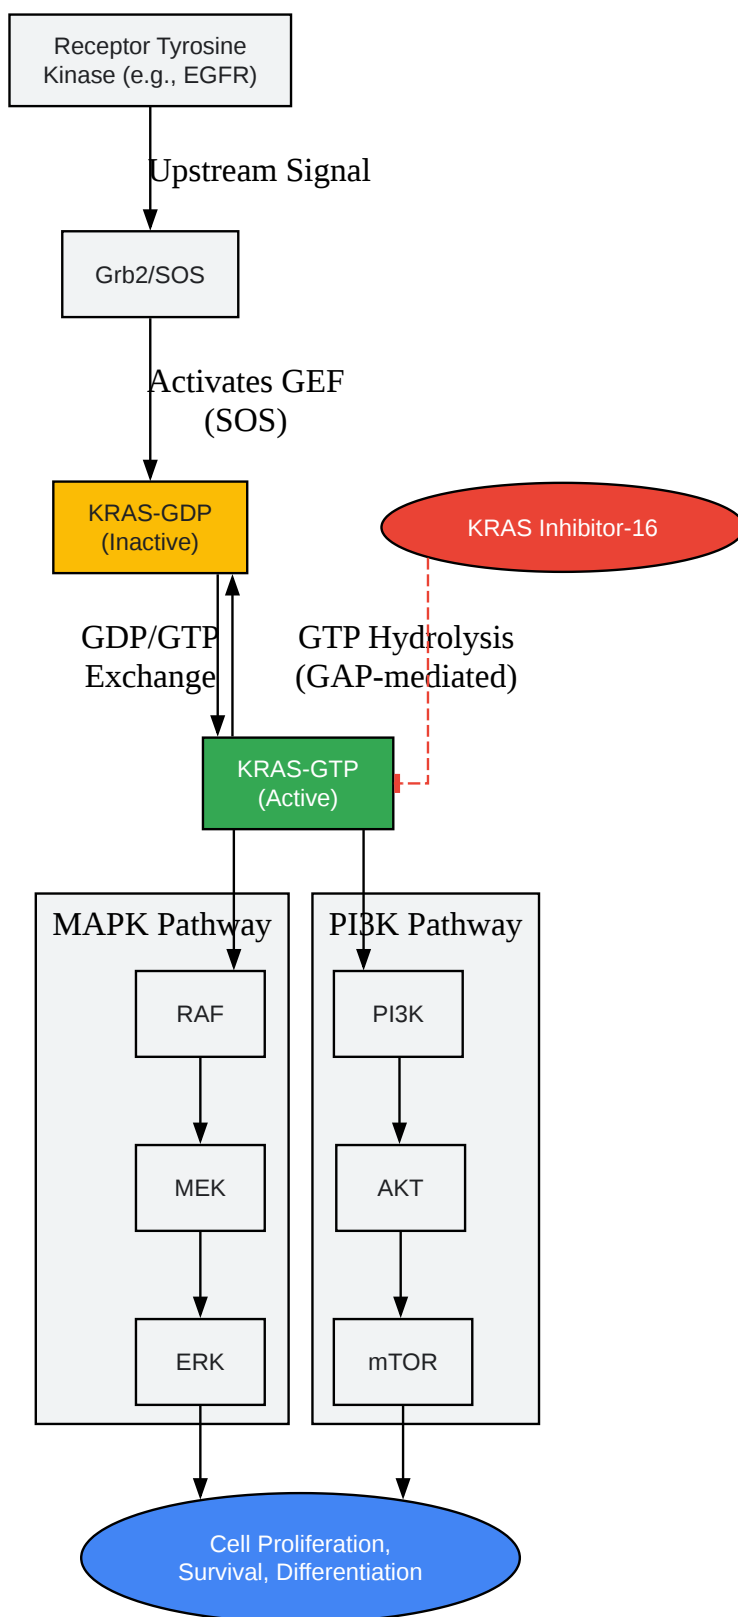 Receptor Tyrosine
Kinase (e.g., EGFR)
Upstream Signal
Grb2/SOS
Activates GEF
(SOS)
KRAS-GDP
(Inactive)
KRAS Inhibitor-16
GDP/GTP
Exchange
GTP Hydrolysis
(GAP-mediated)
KRAS-GTP
(Active)
MAPK Pathway
PI3K Pathway
RAF
PI3K
MEK
AKT
ERK
mTOR
Cell Proliferation,
Survival, Differentiation